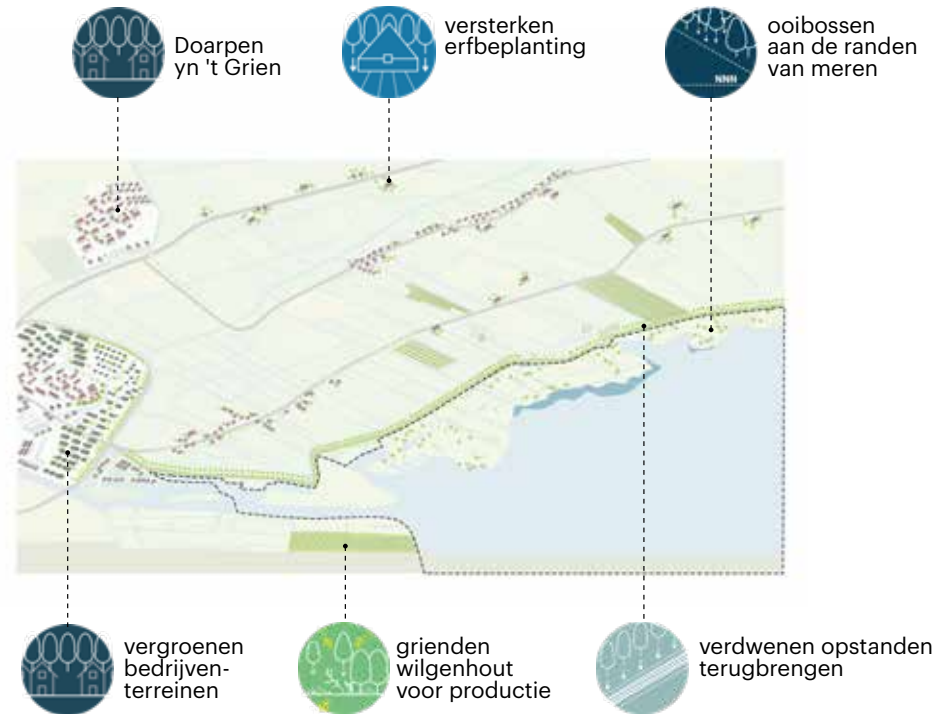 Doarpen
yn 't Grien
versterken
erfbeplanting
ooibossen
aan de randen
van meren
NNN
vergroenen
bedrijven-
terreinen
grienden
wilgenhout
voor productie
verdwenen opstanden
terugbrengen